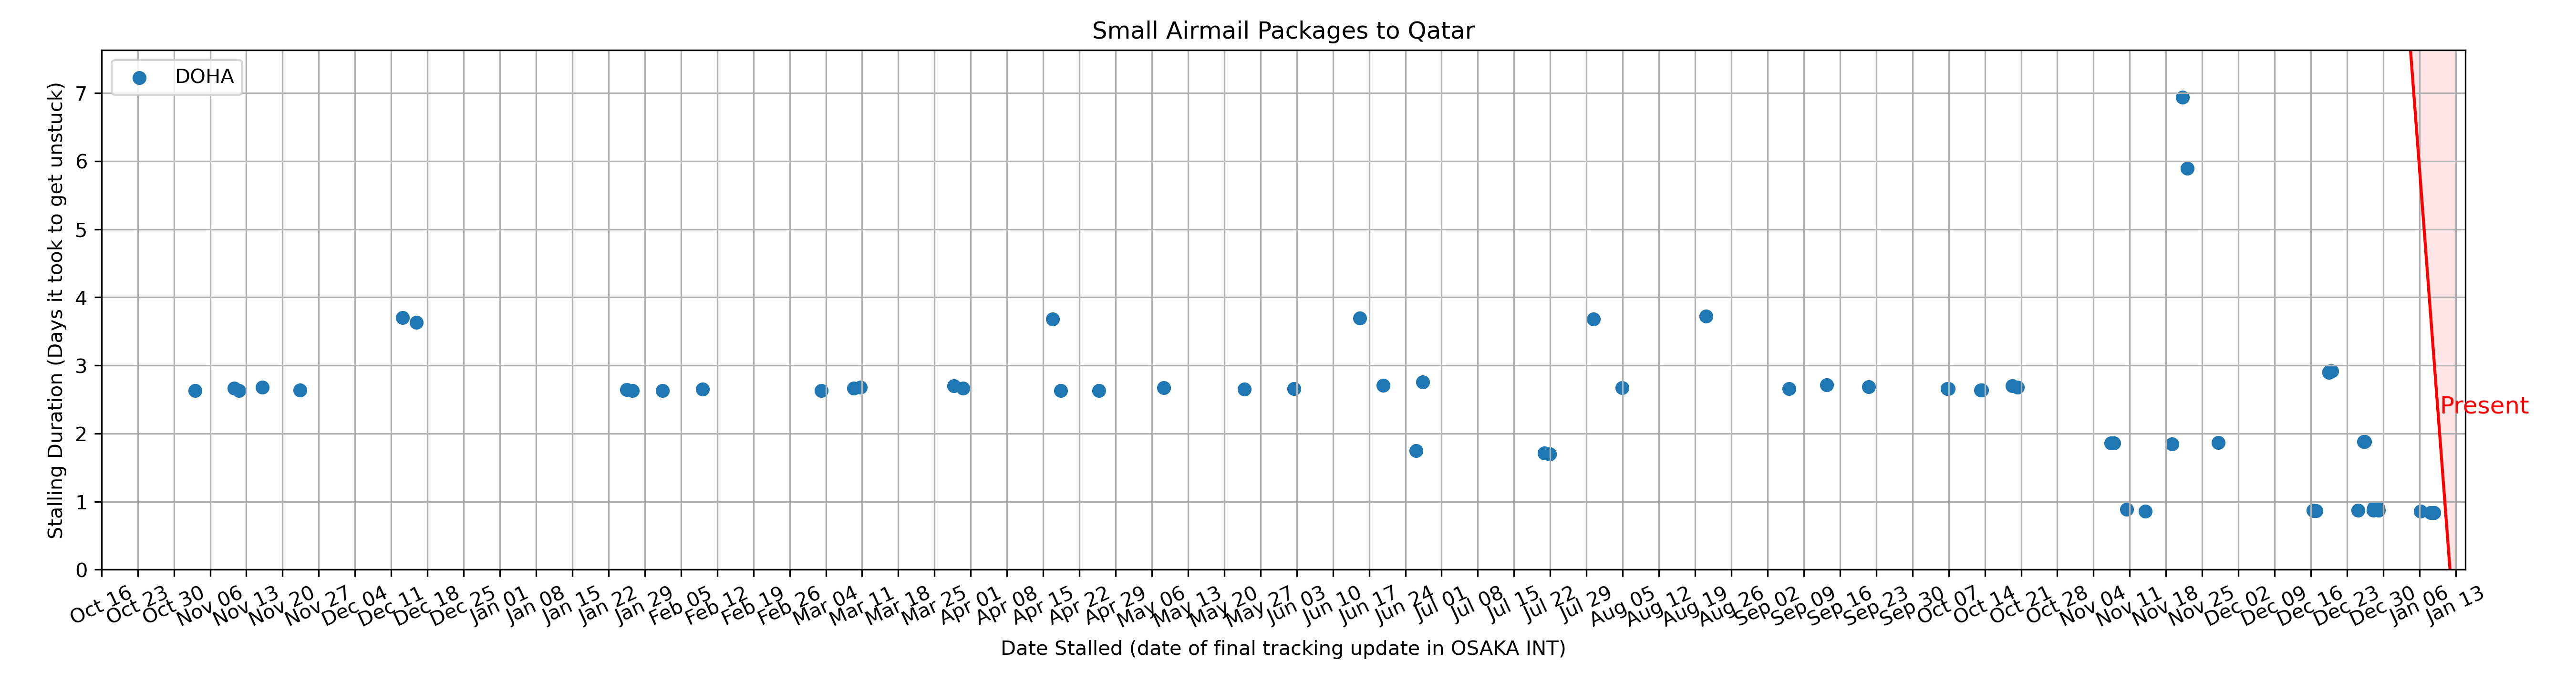 Small Airmail Packages to Qatar
DOHA
Stalling Duration (Days it took to get unstuck)
7
6
5
4
3
2
1
0
Present
Oct 16 Oct 23 Oct 30 Nov 06 Nov 13 Nov 20 Nov 27 Dec 04 Dec 11 Dec 18 Dec 25 Jan 01 Jan 08 Jan 15 Jan 22 Jan 29 Feb 05 Feb 12 Feb 19 Feb 26 Mar 04 Mar 11 Mar 18 Mar 25 Apr 01 Apr 08 Apr 15 Apr 22 Apr 29 May 06 May 13 May 20 May 27 Jun 03 Jun 10 Jun 17 Jun 24 Jul 01 Jul 08 Jul 15 Jul 22 Jul 29 Aug 05 Aug 12 Aug 19 Aug 26 Sep 02 Sep 09 Sep 16 Sep 23 Sep 30 Oct 07 Oct 14 Oct 21 Oct 28 Nov 04 Nov 11 Nov 18 Nov 25 Dec 02 Dec 09 Dec 16 Dec 23 Dec 30 Jan 06 Jan 13
Date Stalled (date of final tracking update in OSAKA INT)